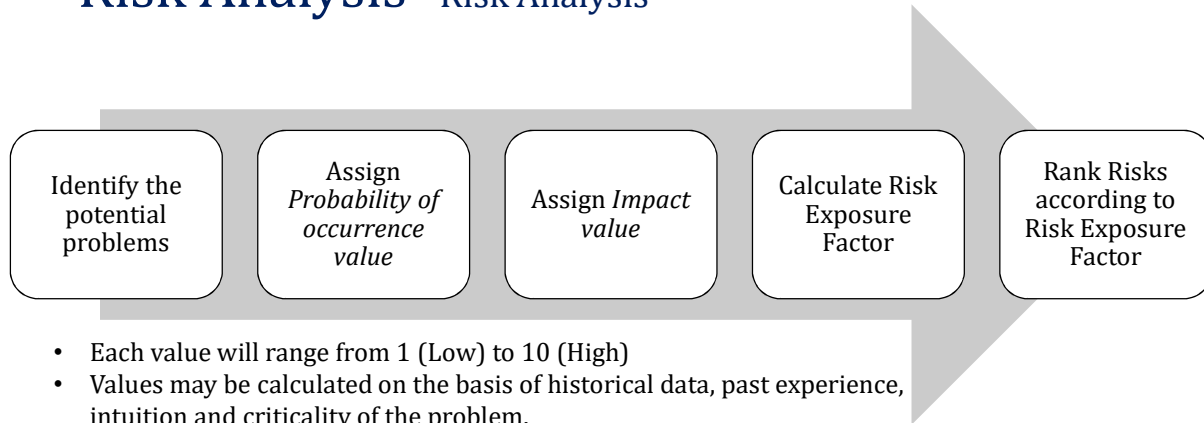 Risk Analysis Risk Analysis
Identify the
potential
problems
Assign
Probability of
occurrence
value
Assign Impact
value
Calculate Risk
Exposure
Factor
Rank Risks
according to
Risk Exposure
Factor
• Each value will range from 1 (Low) to 10 (High)
• Values may be calculated on the basis of historical data, past experience,
intuition and criticality of the problem.